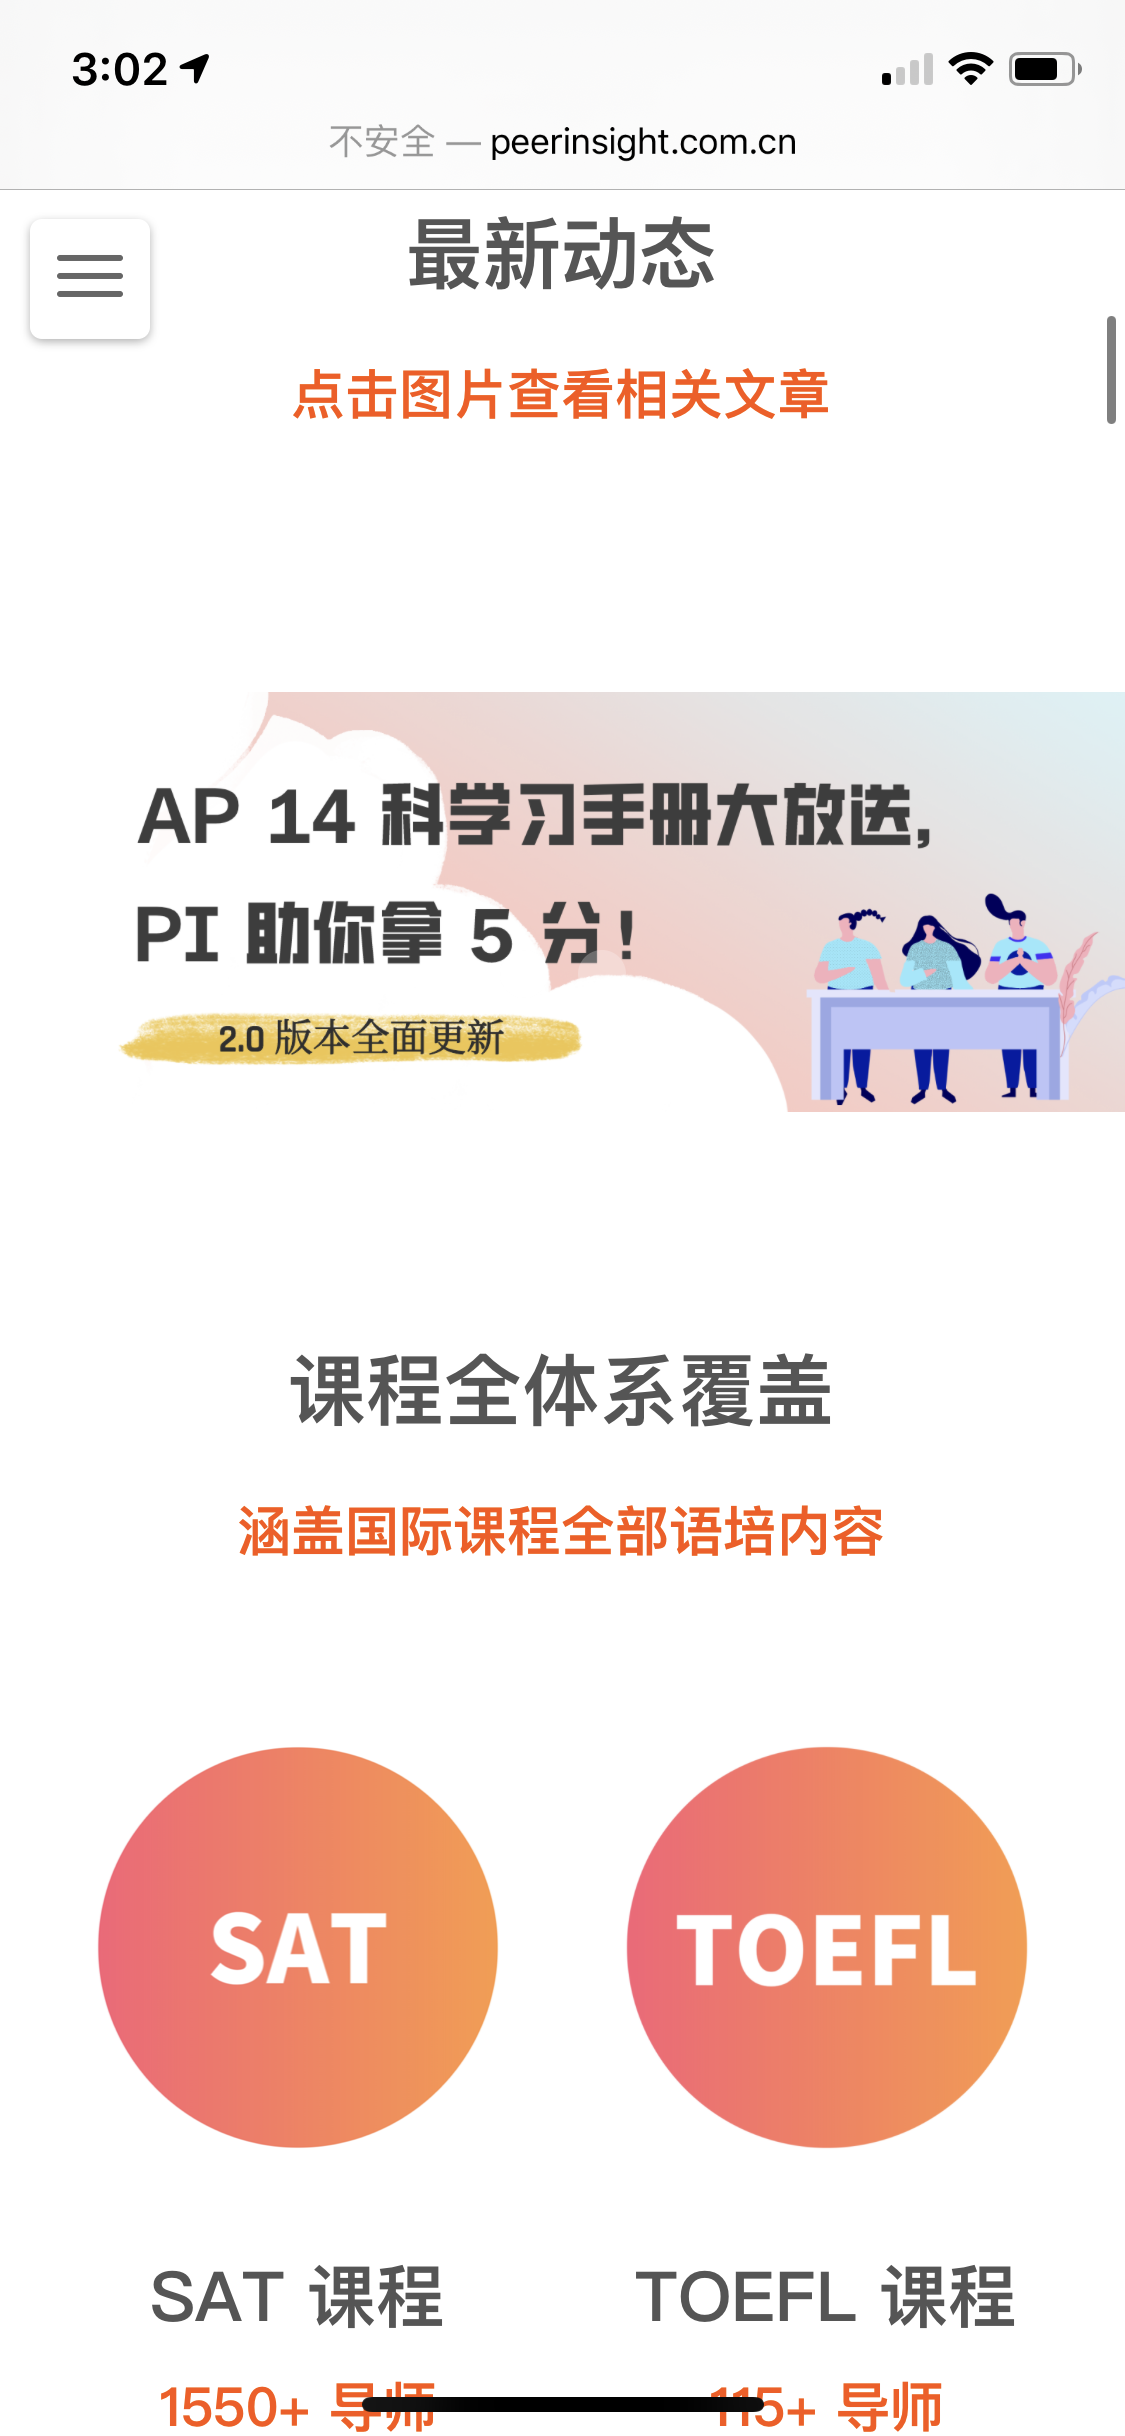 3:02
不安全 — peerinsight.com.cn
最新动态
点击图片查看相关文章
AP 14 科学习手册大放送,
PI 助你拿 5 分!
2.0 版本全面更新
课程全体系覆盖
涵盖国际课程全部语培内容
SAT
TOEFL
SAT 课程
TOEFL 课程
1550+ 导师
115+ 导师